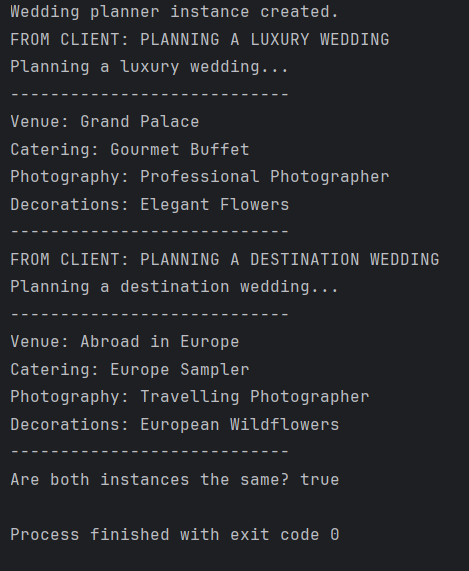 Wedding planner instance created.
FROM CLIENT: PLANNING A LUXURY WEDDING
Planning a luxury wedding...
----------------------------
Venue: Grand Palace
Catering: Gourmet Buffet
Photography: Professional Photographer
Decorations: Elegant Flowers
----------------------------
FROM CLIENT: PLANNING A DESTINATION WEDDING
Planning a destination wedding...
----------------------------
Venue: Abroad in Europe
Catering: Europe Sampler
Photography: Travelling Photographer
Decorations: European Wildflowers
----------------------------
Are both instances the same? true

Process finished with exit code 0